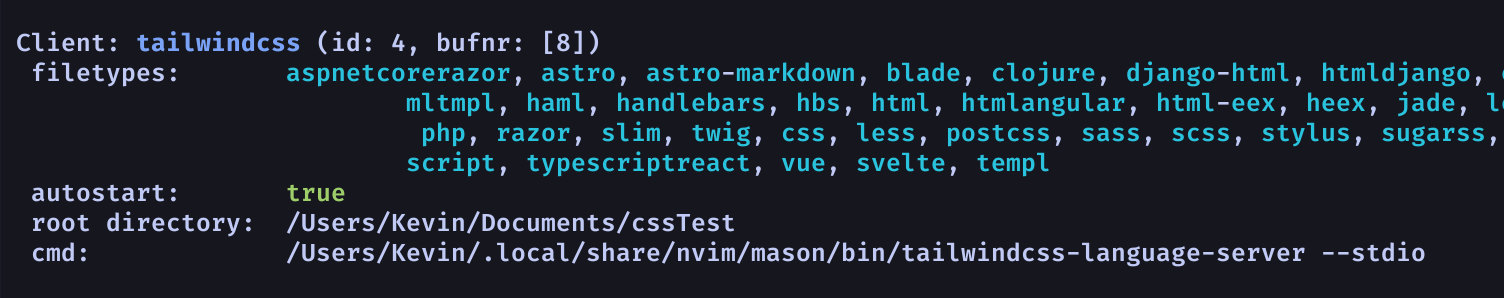 Client: tailwindcss (id: 4, bufnr: [8])
filetypes: aspnetcorerazor, astro, astro-markdown, blade, clojure, django-html, htmldjango,
mltmpl, haml, handlebars, hbs, html, htmlangular, html-eex, heex, jade,
php, razor, slim, twig, css, less, postcss, sass, scss, stylus, sugarss,
script, typescriptreact, vue, svelte, templ
autostart: true
root directory: /Users/Kevin/Documents/cssTest
cmd: /Users/Kevin/.local/share/nvim/mason/bin/tailwindcss-language-server --stdio